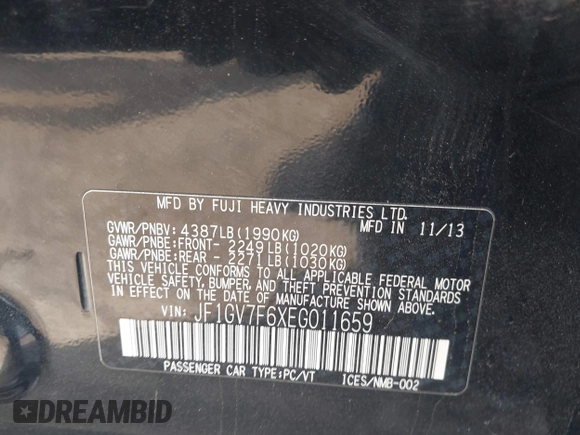 MFD BY FUJI HEAVY INDUSTRIES LTD.
GVWR/PNBV: 4387LB(1990KG) MFD IN 11/13
GAWR/PNBE:FRONT- 2249LB(1020KG)
GAWR/PNBE:REAR - 2271LB(1030KG)
THIS VEHICLE CONFORMS TO ALL APPLICABLE FEDERAL MOTOR
VEHICLE SAFETY, BUMPER, AND THEFT PREVENTION STANDARDS
IN EFFECT ON THE DATE OF MANUFACTURE SHOWN ABOVE.
VIN: JF1GV7F6XEG011659
PASSENGER CAR TYPE:PC/VT ICES/NMB-002
DREAMBID